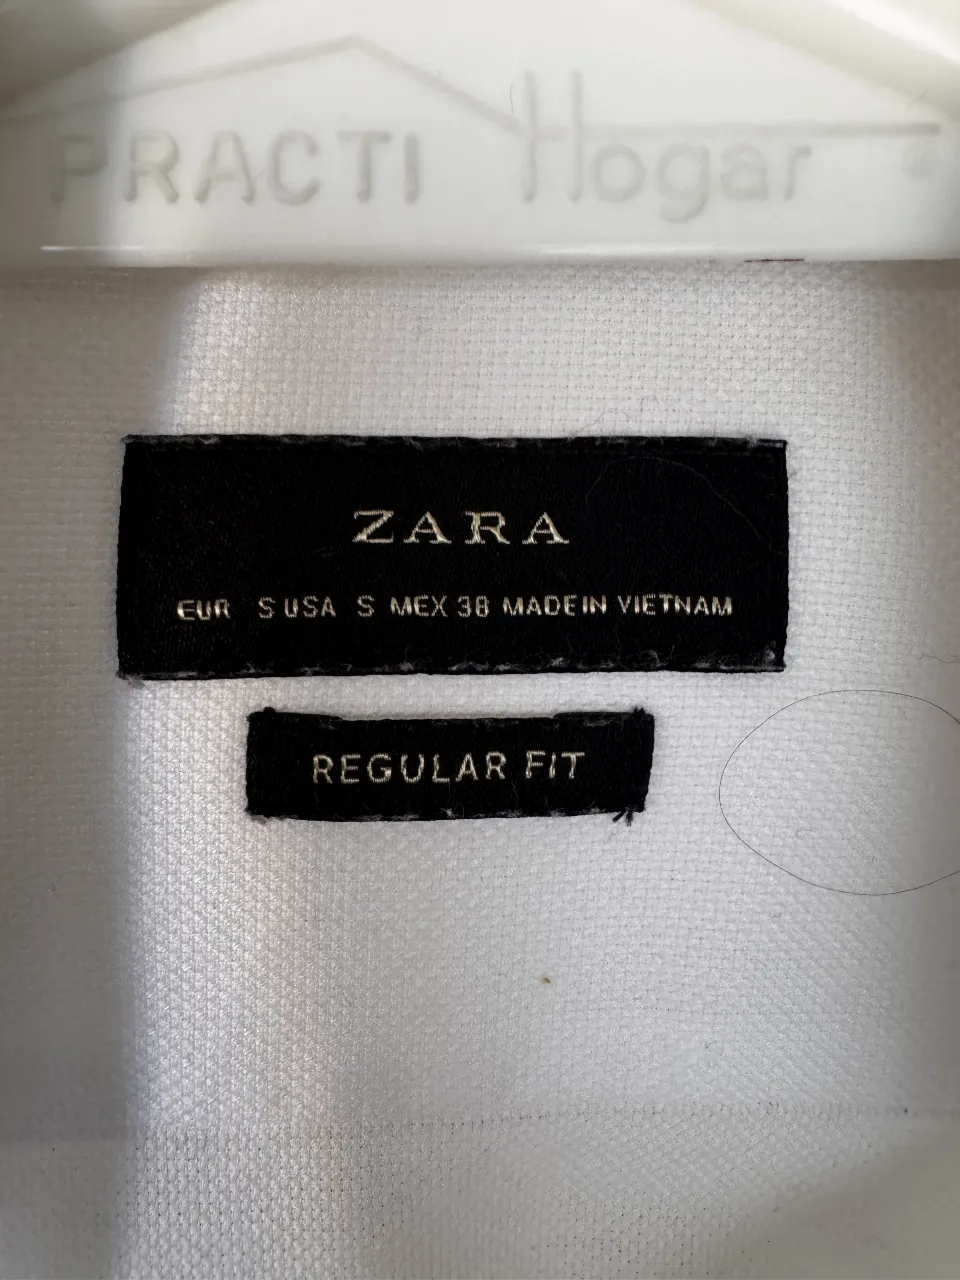 PRACTI Hogar
ZARA
EUR S USA S MEX 38 MADE IN VIETNAM
REGULAR FIT